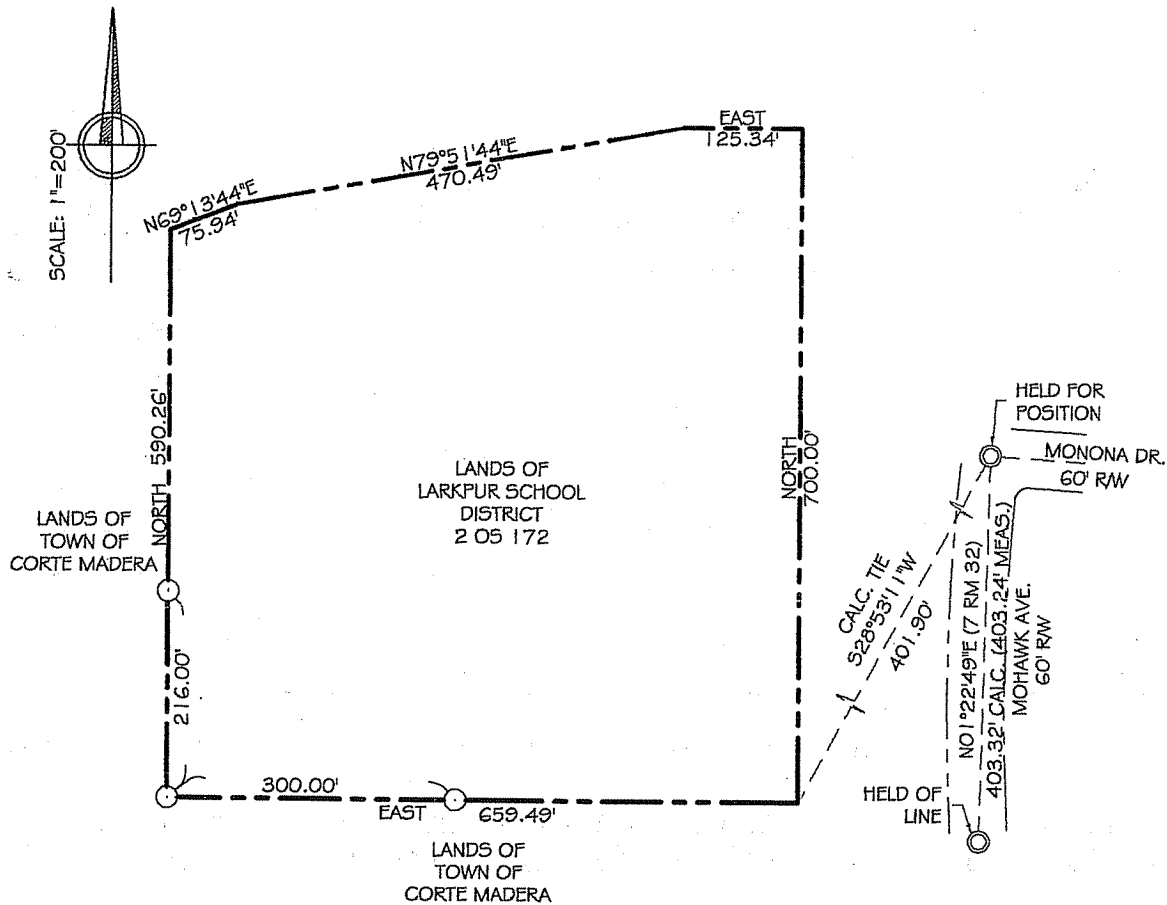 SCALE: 1"=200'
EAST
125.34'
N79°51'44"E
470.49'
N69°13'44"E
75.94'
NORTH 590.26'
NORTH
700.00'
HELD FOR
POSITION
MONONA DR.
60' R/W
LANDS OF
LARKPUR SCHOOL
DISTRICT
2 OS 172
LANDS OF
TOWN OF
CORTE MADERA
CALC. TIE
S28°53'11"W
401.90'
N01°22'49"E (7 RM 32)
403.32' CALC. (403.24' MEAS.)
MOHAWK AVE.
60' R/W
216.00'
300.00'
EAST
659.49'
HELD OF
LINE
LANDS OF
TOWN OF
CORTE MADERA